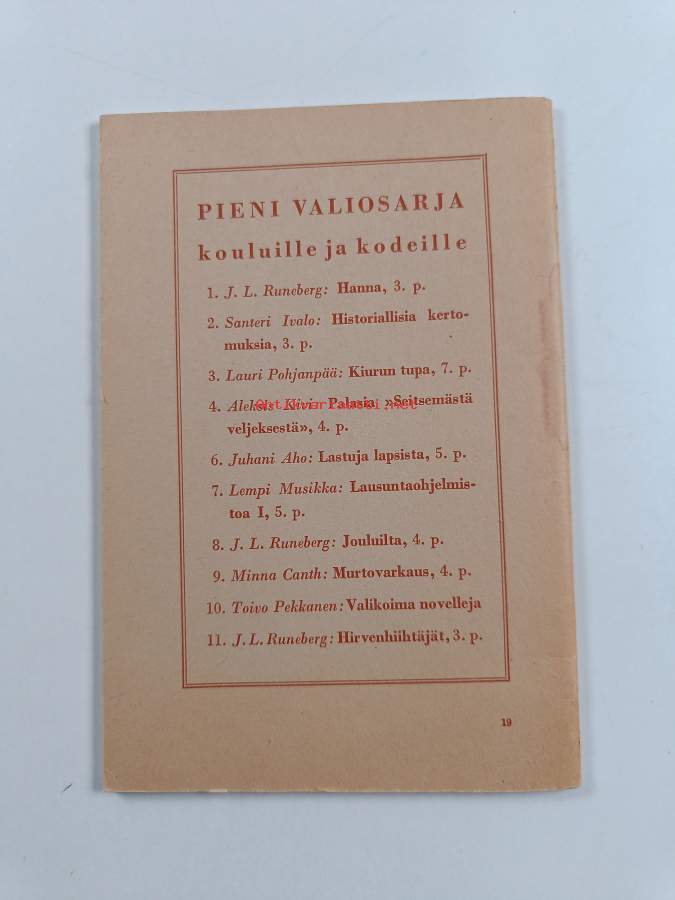 PIENI VALIOSARJA
kouluille ja kodeille
1. J. L. Runeberg: Hanna, 3. p.
2. Santeri Ivalo: Historiallisia kerto-
muksia, 3. p.
3. Lauri Pohjanpää: Kiurun tupa, 7. p.
4. Aleksis Kivi: Palasia »Seitsemästä
veljeksestä», 4. p.
6. Juhani Aho: Lastuja lapsista, 5. p.
7. Lempi Musikka: Lausuntaohjelmis-
toa I, 5. p.
8. J. L. Runeberg: Jouluilta, 4. p.
9. Minna Canth: Murtovarkaus, 4. p.
10. Toivo Pekkanen: Valikoima novelleja
11. J. L. Runeberg: Hirvenhiihtäjät, 3. p.
19